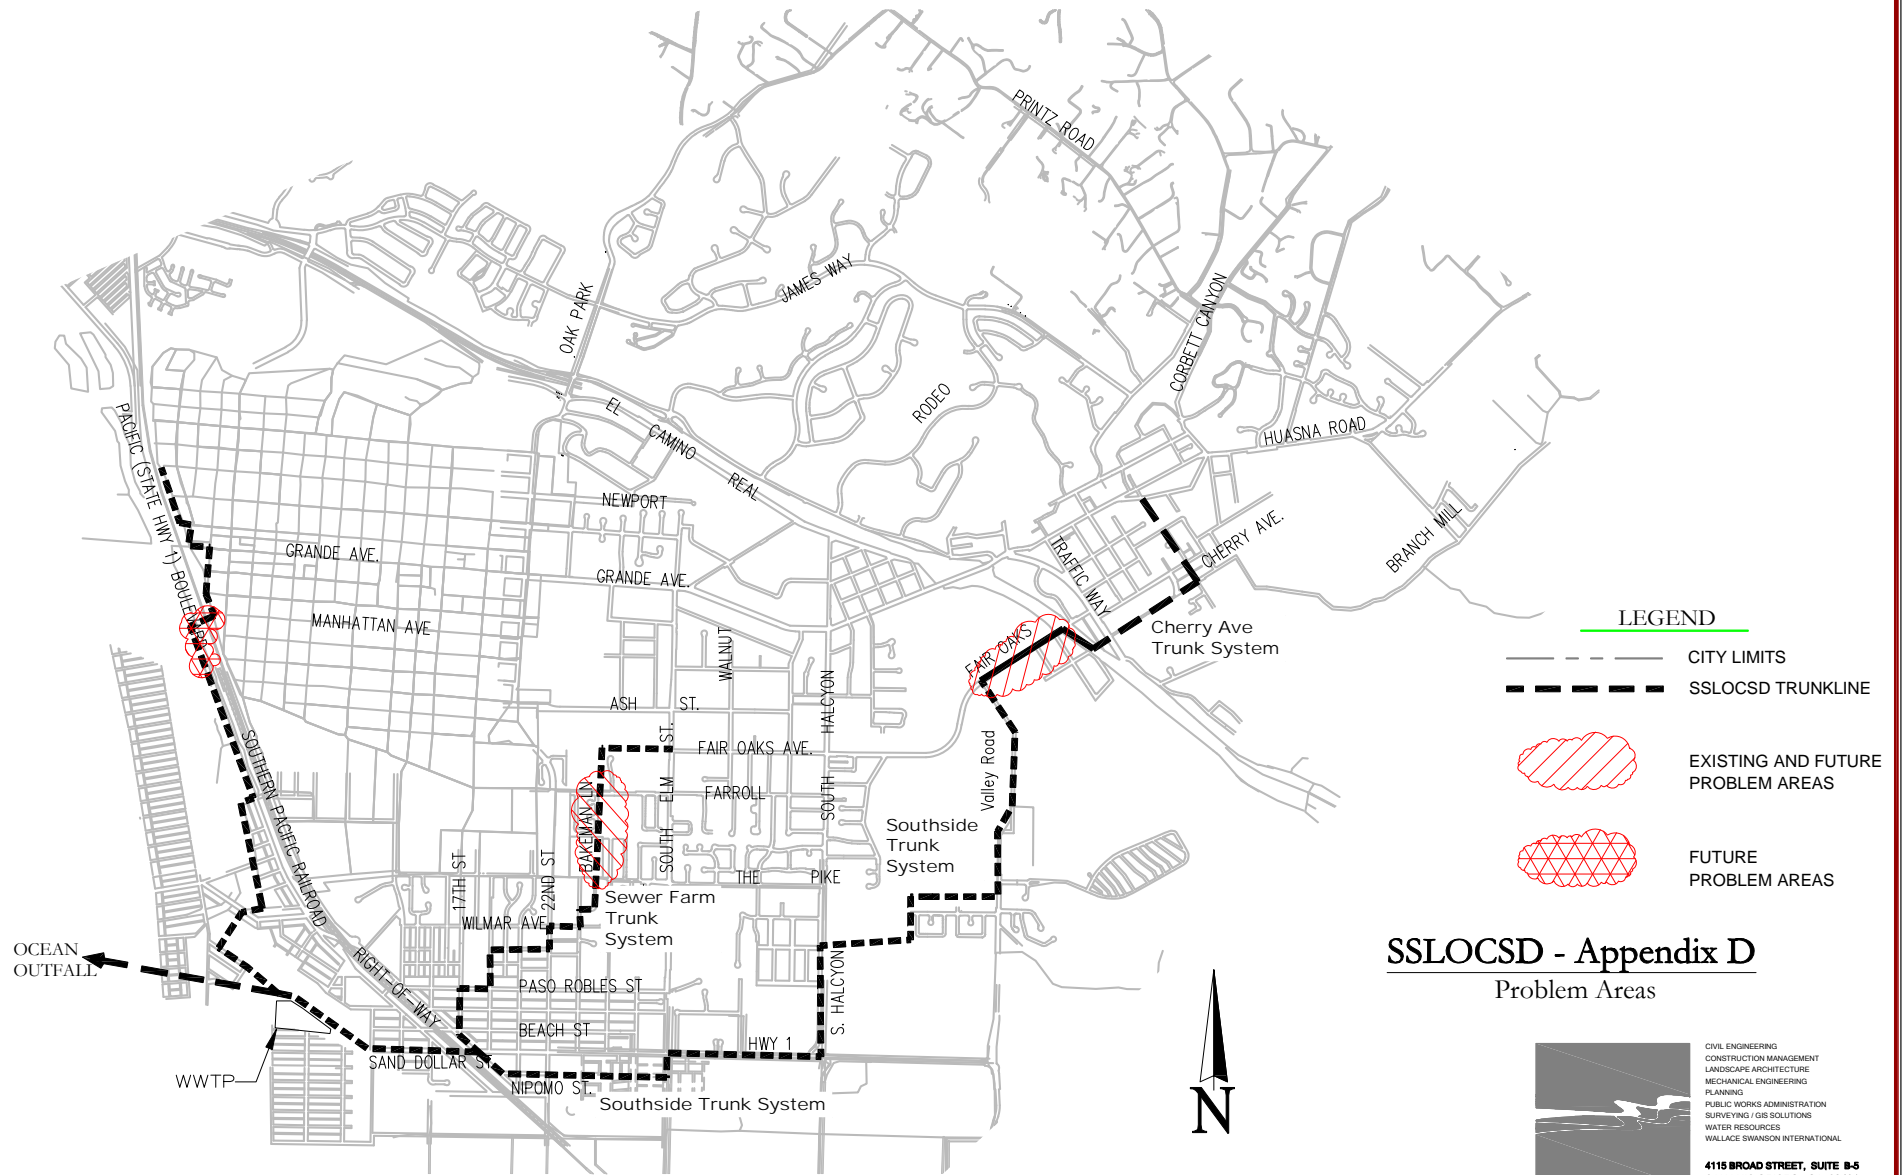 PRINTZ ROAD
JAMES WAY
OAK PARK
CORBETT CANYON
RODEO
EL
CAMINO
REAL
HUASNA ROAD
PACIFIC (STATE HWY 1) BOULEVARD
NEWPORT
GRANDE AVE.
GRANDE AVE.
TRAFFIC WAY
CHERRY AVE.
BRANCH MILL
MANHATTAN AVE
WALNUT
FAIR OAKS
Cherry Ave
Trunk System
LEGEND
CITY LIMITS
SSLOCSD TRUNKLINE
EXISTING AND FUTURE
PROBLEM AREAS
FUTURE
PROBLEM AREAS
ASH ST.
SOUTH HALCYON
FAIR OAKS AVE.
SOUTH ELM ST.
FARROLL
BAKEMAN LN
Valley Road
SOUTHERN PACIFIC RAILROAD
RIGHT-OF-WAY
Southside
Trunk
System
17TH ST
22ND ST
THE PIKE
Sewer Farm
Trunk
System
WILMAR AVE
OCEAN
OUTFALL
PASO ROBLES ST
BEACH ST
S. HALCYON
HWY 1
SAND DOLLAR ST
WWTP
NIPOMO ST.
Southside Trunk System
N
SSLOCSD - Appendix D
Problem Areas
CIVIL ENGINEERING
CONSTRUCTION MANAGEMENT
LANDSCAPE ARCHITECTURE
MECHANICAL ENGINEERING
PLANNING
PUBLIC WORKS ADMINISTRATION
SURVEYING / GIS SOLUTIONS
WATER RESOURCES
WALLACE SWANSON INTERNATIONAL
4115 BROAD STREET, SUITE B-5